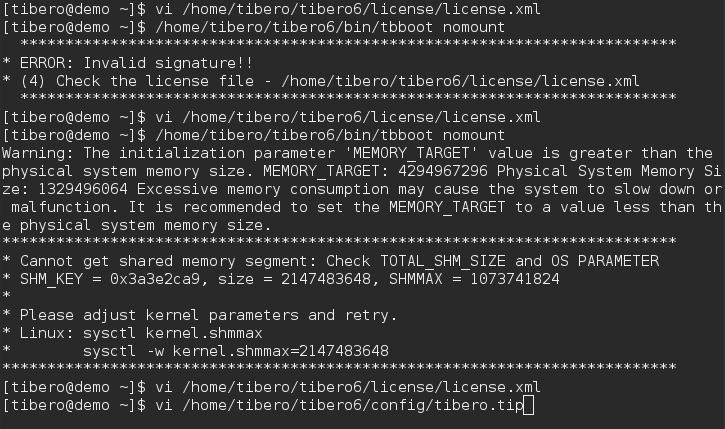 [tibero@demo ~]$ vi /home/tibero/tibero6/license/license.xml
[tibero@demo ~]$ /home/tibero/tibero6/bin/tbboot nomount
*************************************************************************
* ERROR: Invalid signature!!
* (4) Check the license file - /home/tibero/tibero6/license/license.xml
*************************************************************************
[tibero@demo ~]$ vi /home/tibero/tibero6/license/license.xml
[tibero@demo ~]$ /home/tibero/tibero6/bin/tbboot nomount
Warning: The initialization parameter 'MEMORY_TARGET' value is greater than the
physical system memory size. MEMORY_TARGET: 4294967296 Physical System Memory Si
ze: 1329496064 Excessive memory consumption may cause the system to slow down or
malfunction. It is recommended to set the MEMORY_TARGET to a value less than th
e physical system memory size.
***************************************************************************
* Cannot get shared memory segment: Check TOTAL_SHM_SIZE and OS PARAMETER
* SHM_KEY = 0x3a3e2ca9, size = 2147483648, SHMMAX = 1073741824
*
* Please adjust kernel parameters and retry.
* Linux: sysctl kernel.shmmax
*        sysctl -w kernel.shmmax=2147483648
***************************************************************************
[tibero@demo ~]$ vi /home/tibero/tibero6/license/license.xml
[tibero@demo ~]$ vi /home/tibero/tibero6/config/tibero.tip